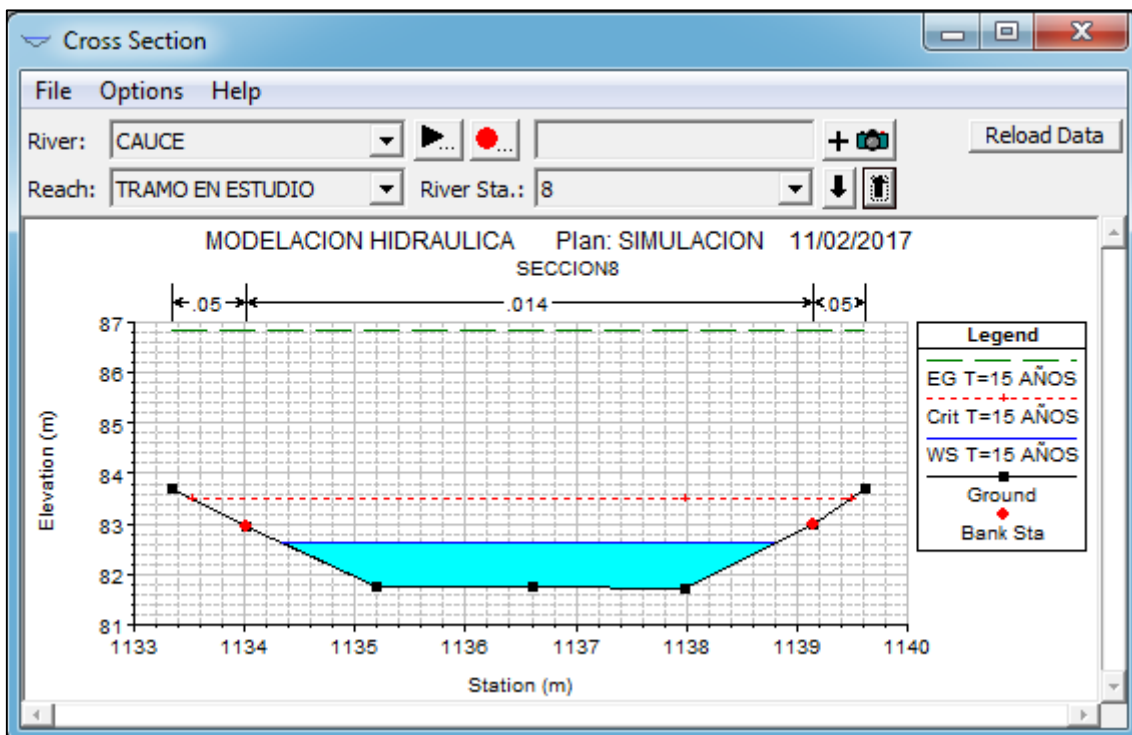 Cross Section
File Options Help
River: CAUCE ... ... + Reload Data
Reach: TRAMO EN ESTUDIO River Sta.: 8
MODELACION HIDRAULICA Plan: SIMULACION 11/02/2017
SECCION8
.05 .014 .05
87
86
85
84
83
82
81
Elevation (m)
1133 1134 1135 1136 1137 1138 1139 1140
Station (m)
Legend
EG T=15 AÑOS
Crit T=15 AÑOS
WS T=15 AÑOS
Ground
Bank Sta